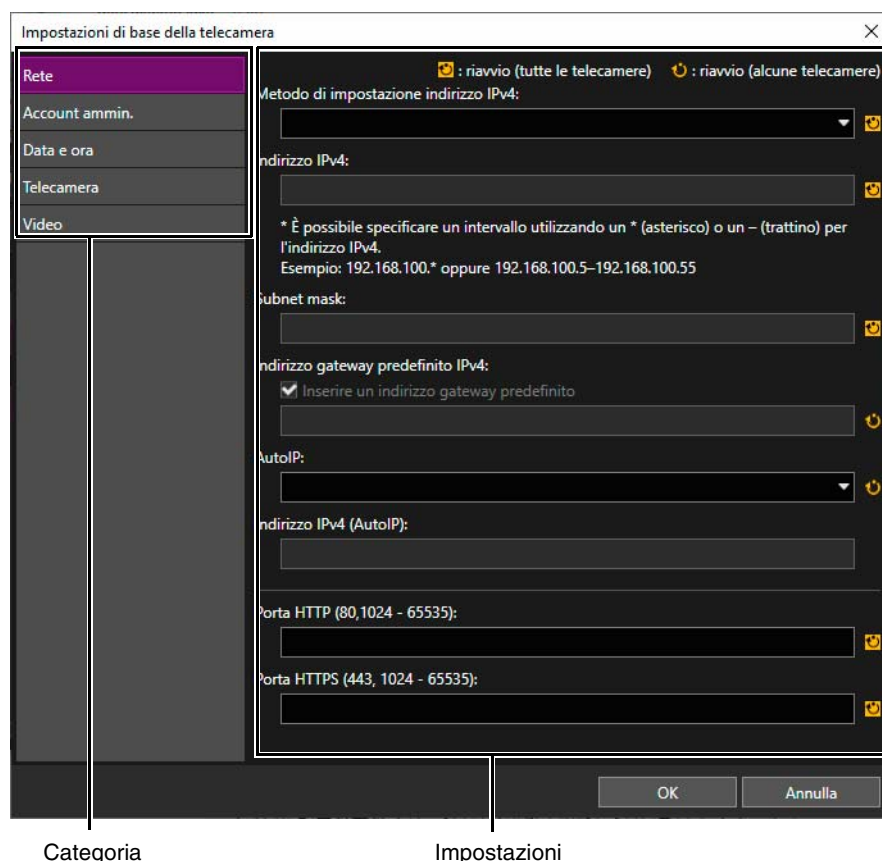 Impostazioni di base della telecamera
Rete
Account ammin.
Data e ora
Telecamera
Video
: riavvio (tutte le telecamere) : riavvio (alcune telecamere)
Metodo di impostazione indirizzo IPv4:
Indirizzo IPv4:
* È possibile specificare un intervallo utilizzando un * (asterisco) o un – (trattino) per
l'indirizzo IPv4.
Esempio: 192.168.100.* oppure 192.168.100.5–192.168.100.55
Subnet mask:
Indirizzo gateway predefinito IPv4:
Inserire un indirizzo gateway predefinito
AutoIP:
Indirizzo IPv4 (AutoIP):
Porta HTTP (80,1024 - 65535):
Porta HTTPS (443, 1024 - 65535):
OK
Annulla
Categoria
Impostazioni